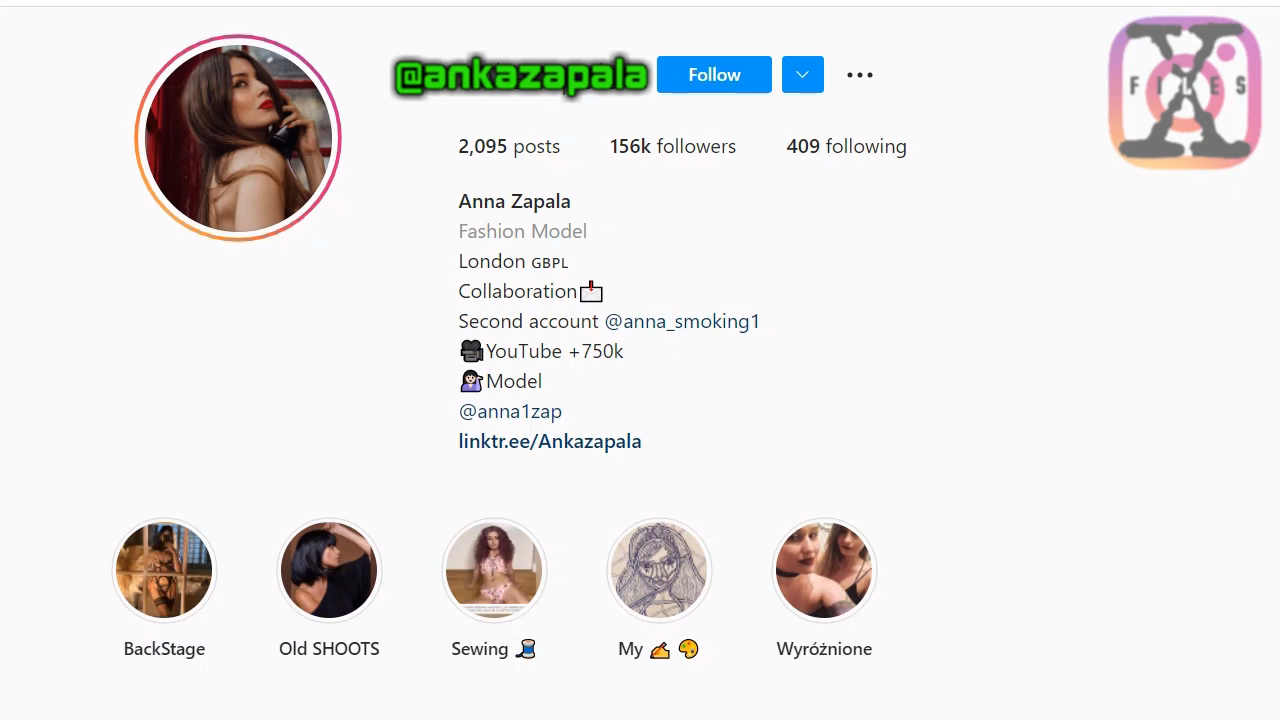 @ankazapala Follow
X FILES
2,095 posts 156k followers 409 following
Anna Zapala
Fashion Model
London GBPL
Collaboration
Second account @anna_smoking1
YouTube +750k
Model
@anna1zap
linktr.ee/Ankazapala
BackStage Old SHOOTS Sewing My Wyróżnione